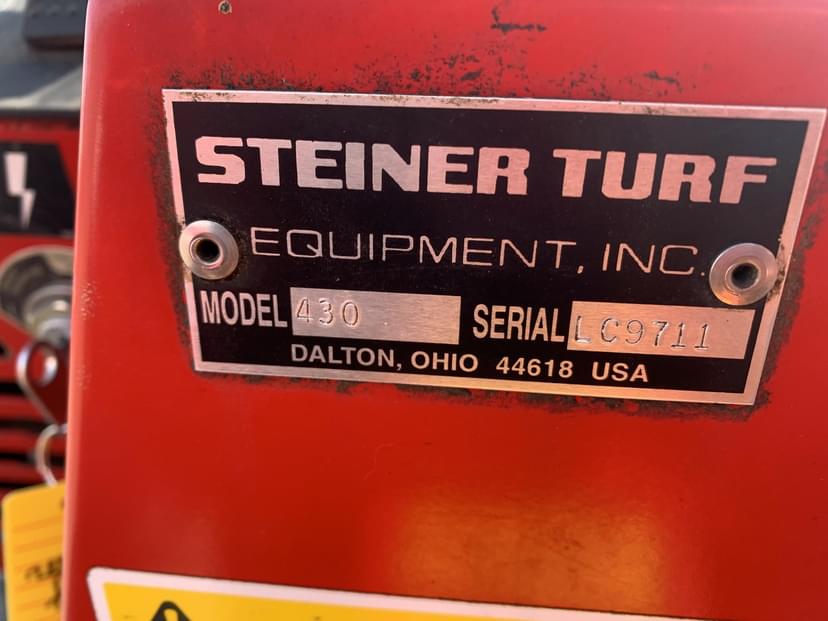 STEINER TURF
EQUIPMENT, INC.
MODEL 430 SERIAL LC9711
DALTON, OHIO 44618 USA